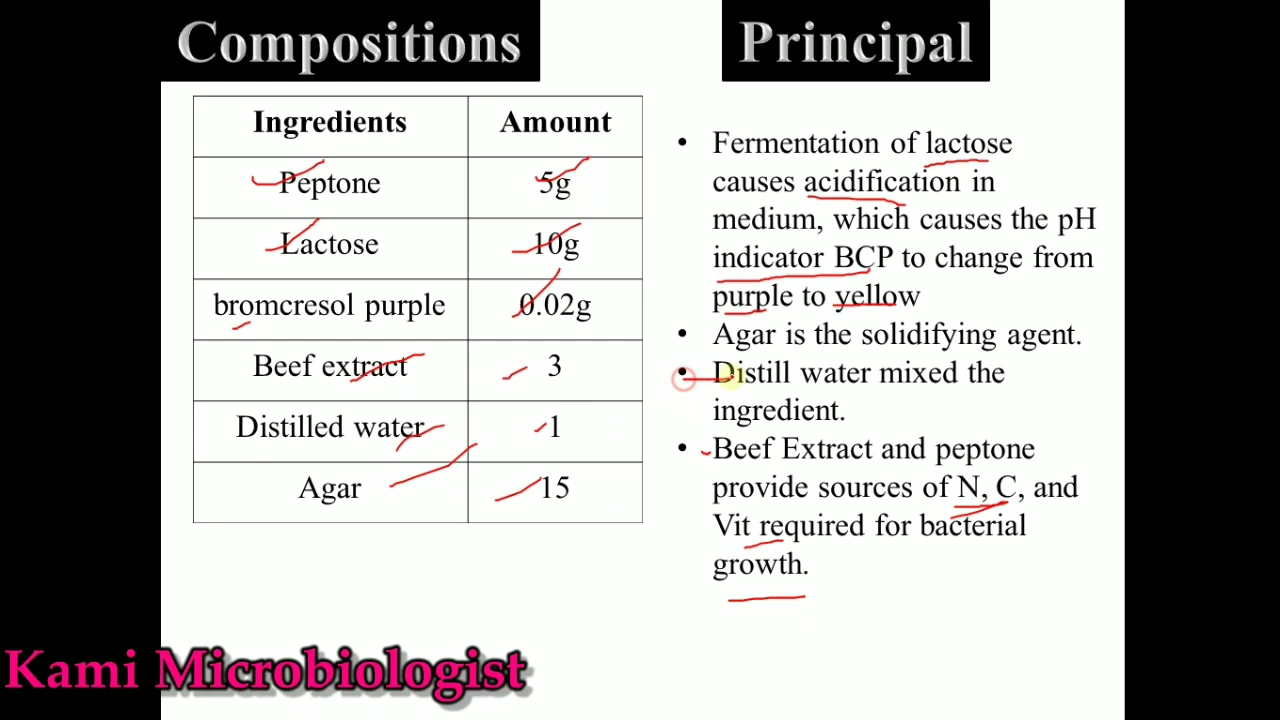 Compositions
Principal
Ingredients Amount
Peptone 5g
Lactose 10g
bromcresol purple 0.02g
Beef extract 3
Distilled water 1
Agar 15
• Fermentation of lactose
causes acidification in
medium, which causes the pH
indicator BCP to change from
purple to yellow
• Agar is the solidifying agent.
• Distill water mixed the
ingredient.
• Beef Extract and peptone
provide sources of N, C, and
Vit required for bacterial
growth.
Kami Microbiologist